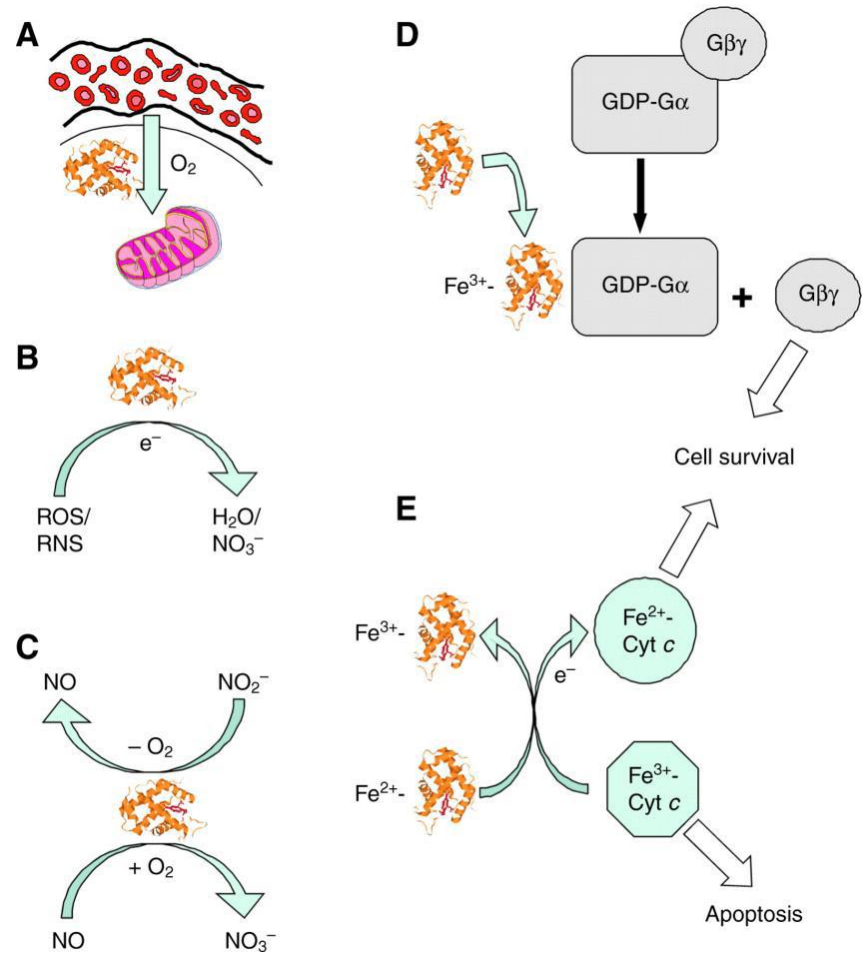 A
O₂
B
e⁻
ROS/
RNS
H₂O/
NO₃⁻
C
NO
NO₂⁻
– O₂
+ O₂
NO
NO₃⁻
D
Gβγ
GDP-Gα
Fe³⁺-
GDP-Gα
+
Gβγ
Cell survival
E
Fe³⁺-
e⁻
Fe²⁺-
Cyt c
Fe²⁺-
Fe³⁺-
Cyt c
Apoptosis